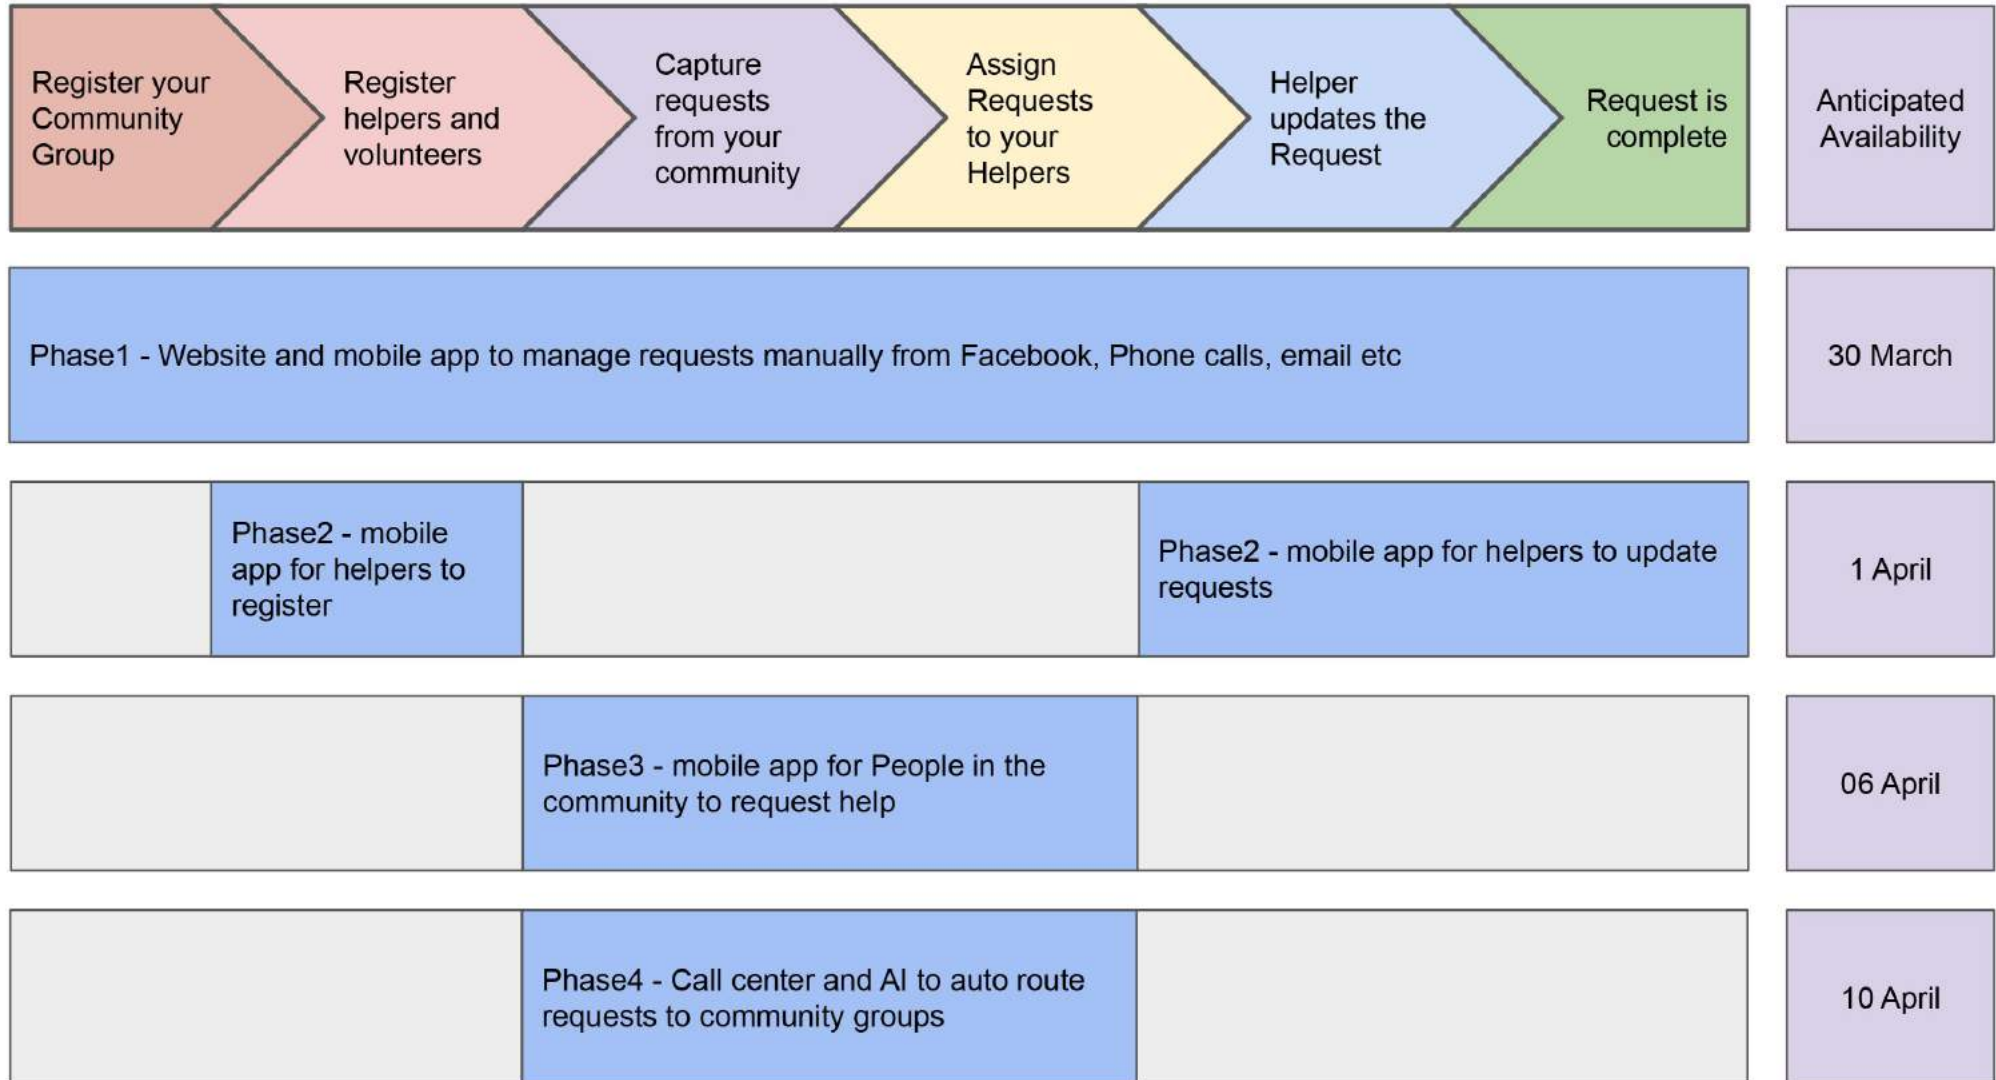 Register your
Community
Group
Register
helpers and
volunteers
Capture
requests
from your
community
Assign
Requests
to your
Helpers
Helper
updates the
Request
Request is
complete
Anticipated
Availability
Phase1 - Website and mobile app to manage requests manually from Facebook, Phone calls, email etc
30 March
Phase2 - mobile
app for helpers to
register
Phase2 - mobile app for helpers to update
requests
1 April
Phase3 - mobile app for People in the
community to request help
06 April
Phase4 - Call center and AI to auto route
requests to community groups
10 April